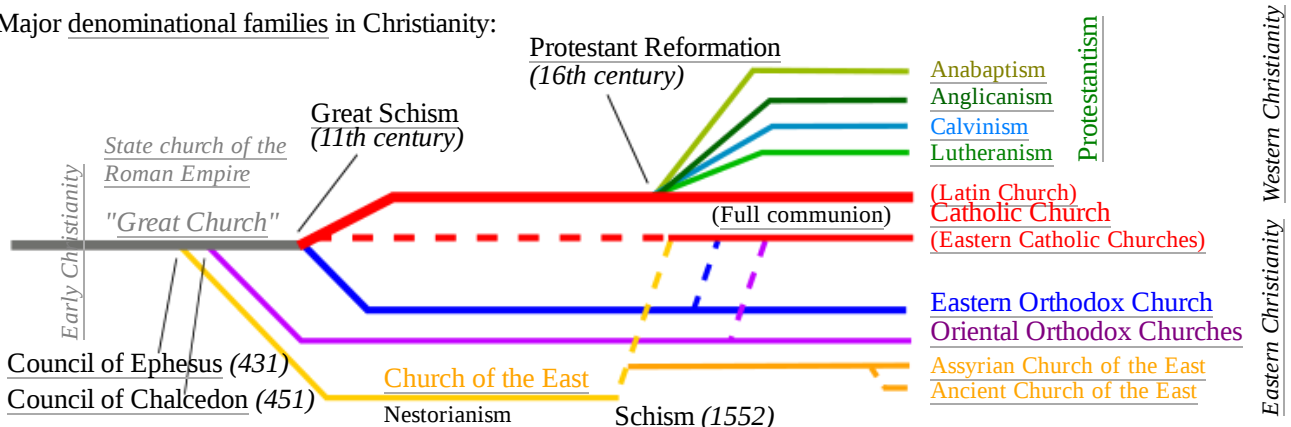 Major denominational families in Christianity:
Protestant Reformation
(16th century)
Great Schism
(11th century)
State church of the
Roman Empire
"Great Church"
Early Christianity
Council of Ephesus (431)
Council of Chalcedon (451)
Church of the East
Nestorianism
Schism (1552)
(Full communion)
Anabaptism
Anglicanism
Calvinism
Lutheranism
Protestantism
(Latin Church)
Catholic Church
(Eastern Catholic Churches)
Eastern Orthodox Church
Oriental Orthodox Churches
Assyrian Church of the East
Ancient Church of the East
Western Christianity
Eastern Christianity